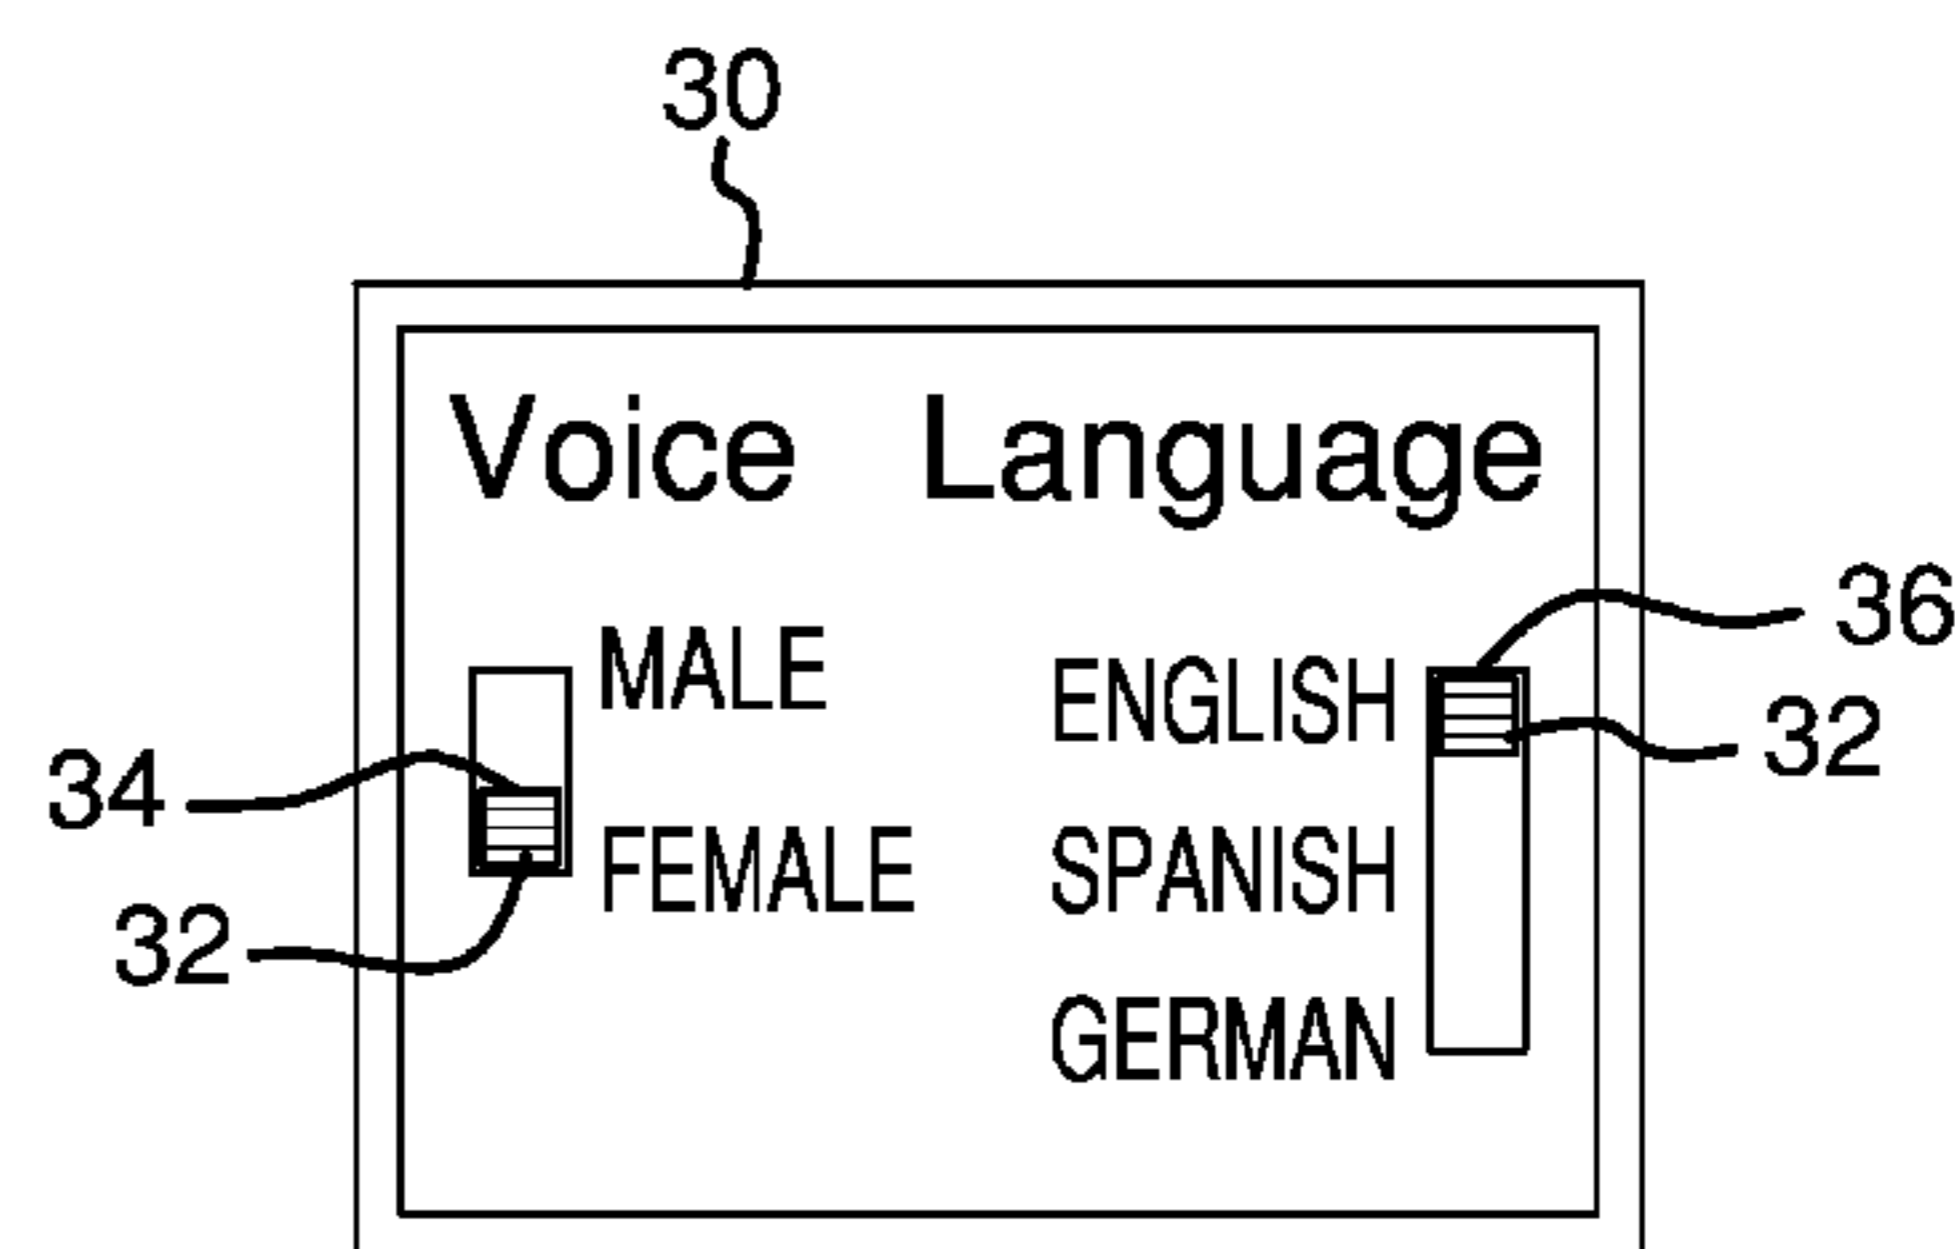 30
Voice Language
36
MALE
ENGLISH
32
34
FEMALE
SPANISH
32
GERMAN